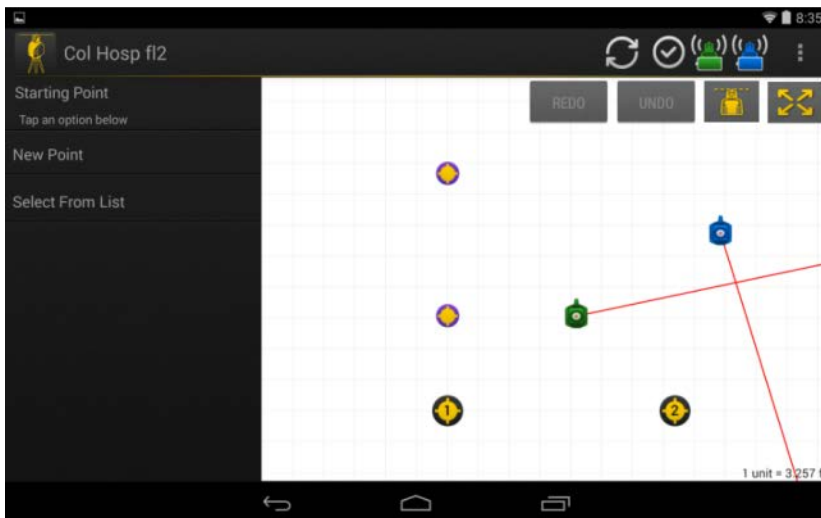 8:35
Col Hosp fl2
Starting Point
Tap an option below
REDO
UNDO
New Point
Select From List
1
2
1 unit = 3.257 f